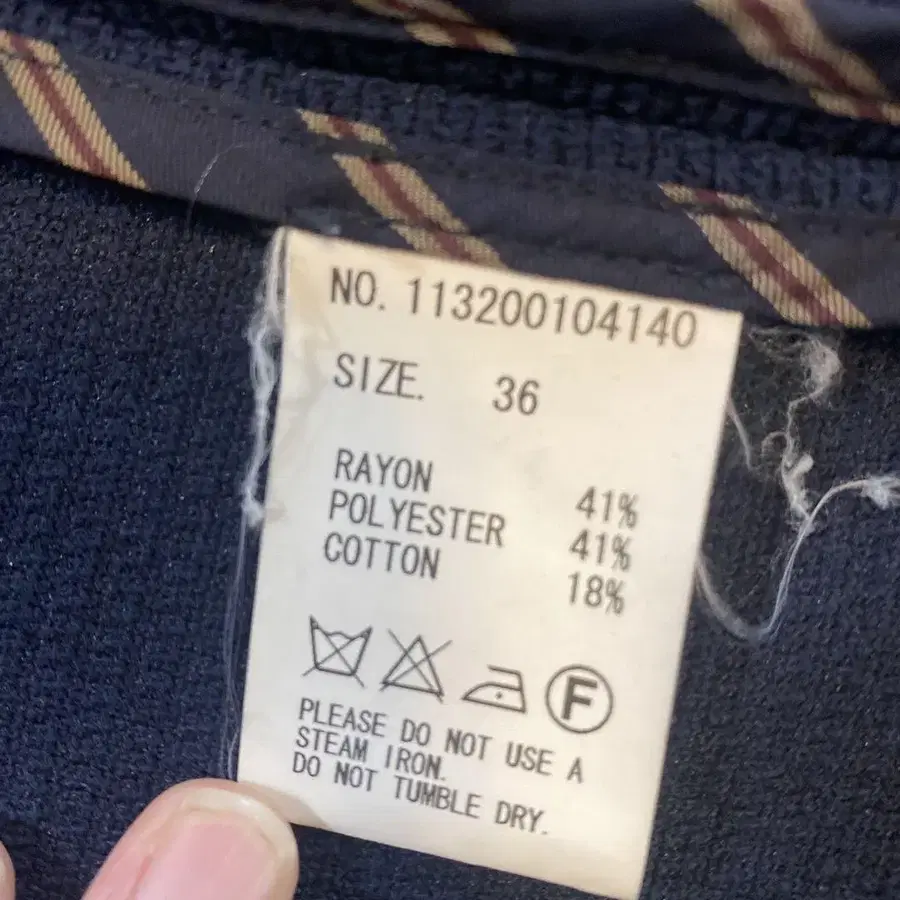 NO. 113200104140
SIZE. 36
RAYON 41%
POLYESTER 41%
COTTON 18%
F
PLEASE DO NOT USE A
STEAM IRON.
DO NOT TUMBLE DRY.